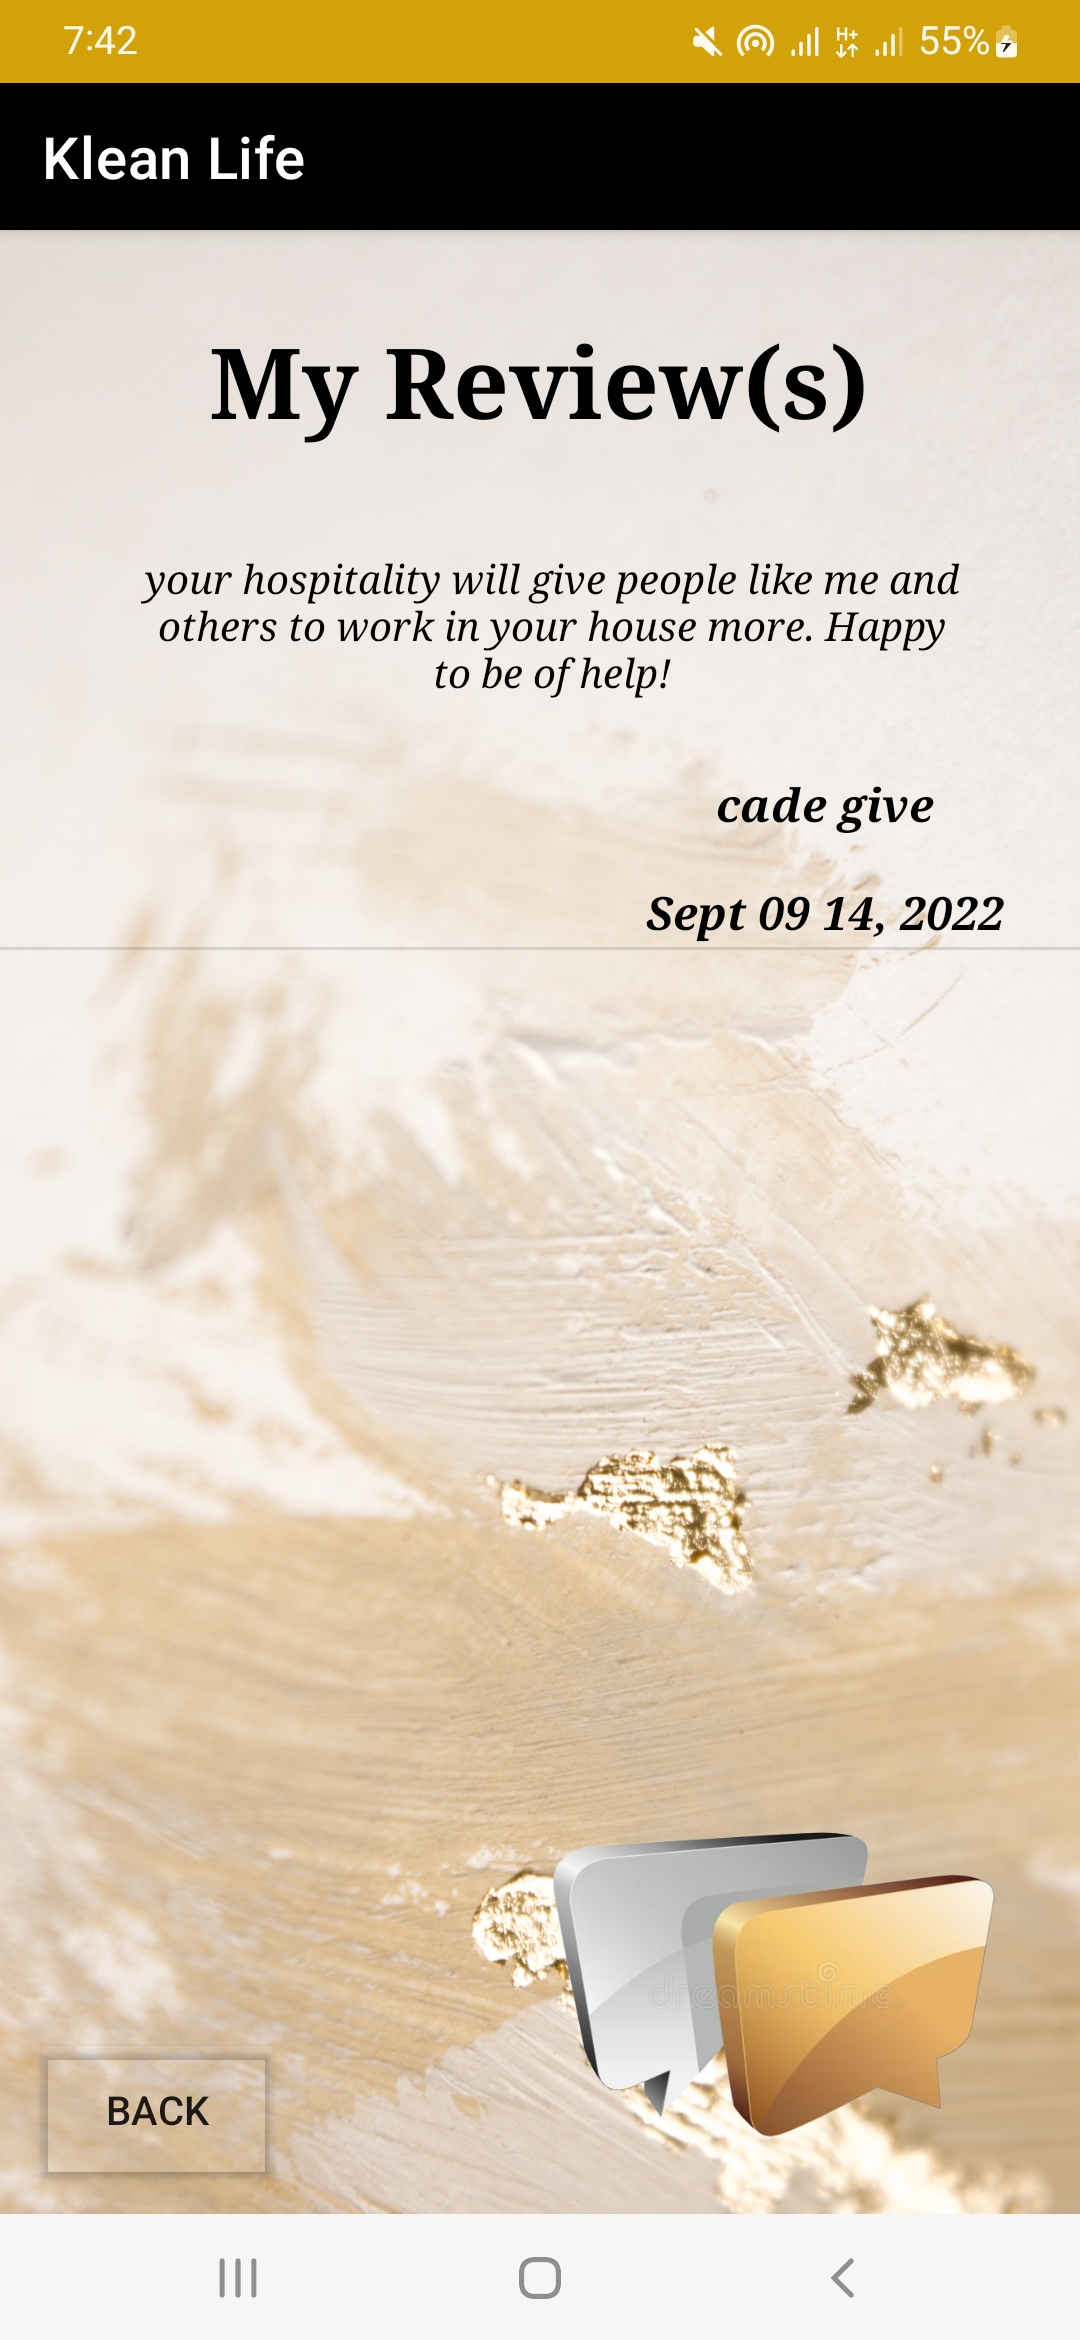 7:42 H+ 55%
Klean Life
My Review(s)
your hospitality will give people like me and
others to work in your house more. Happy
to be of help!
cade give
Sept 09 14, 2022
dreamstime
BACK